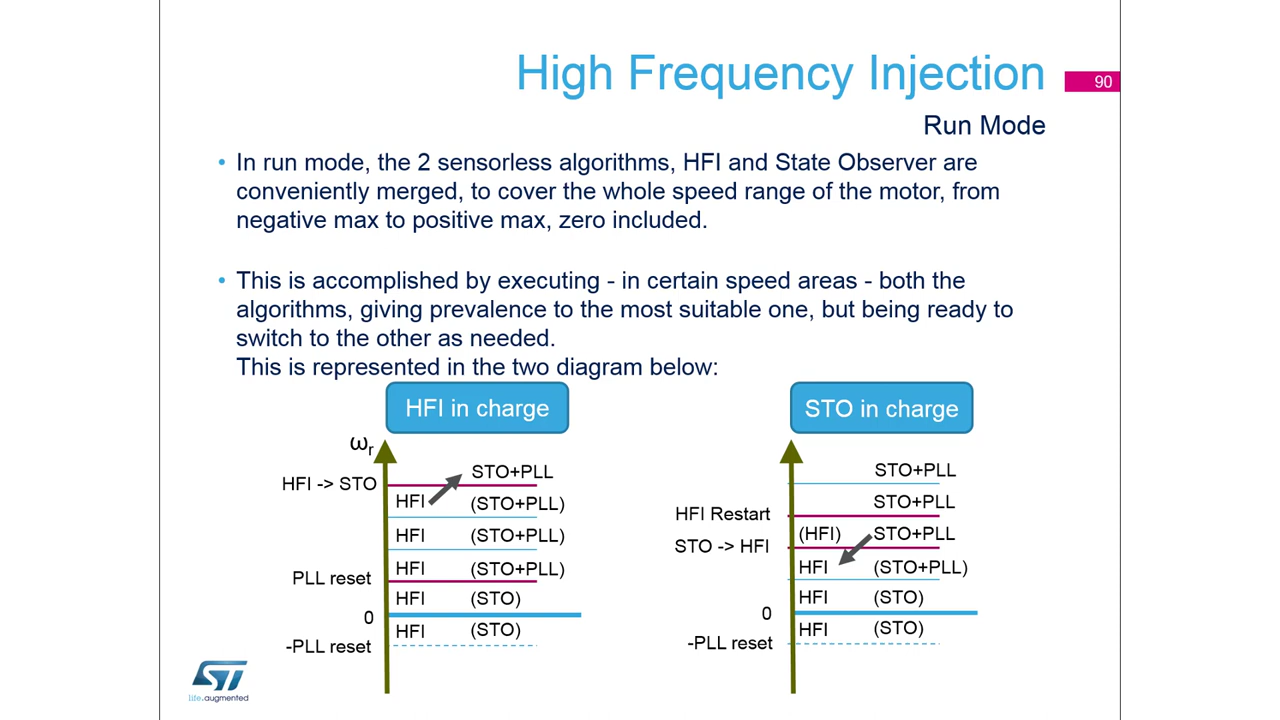 High Frequency Injection
90
Run Mode
• In run mode, the 2 sensorless algorithms, HFI and State Observer are
conveniently merged, to cover the whole speed range of the motor, from
negative max to positive max, zero included.
• This is accomplished by executing - in certain speed areas - both the
algorithms, giving prevalence to the most suitable one, but being ready to
switch to the other as needed.
This is represented in the two diagram below:
HFI in charge
ωr
STO+PLL
HFI -> STO
HFI (STO+PLL)
HFI (STO+PLL)
HFI (STO+PLL)
PLL reset
HFI (STO)
0
HFI (STO)
-PLL reset
STO in charge
STO+PLL
STO+PLL
HFI Restart
(HFI) STO+PLL
STO -> HFI
HFI (STO+PLL)
HFI (STO)
0
HFI (STO)
-PLL reset
ST
life.augmented